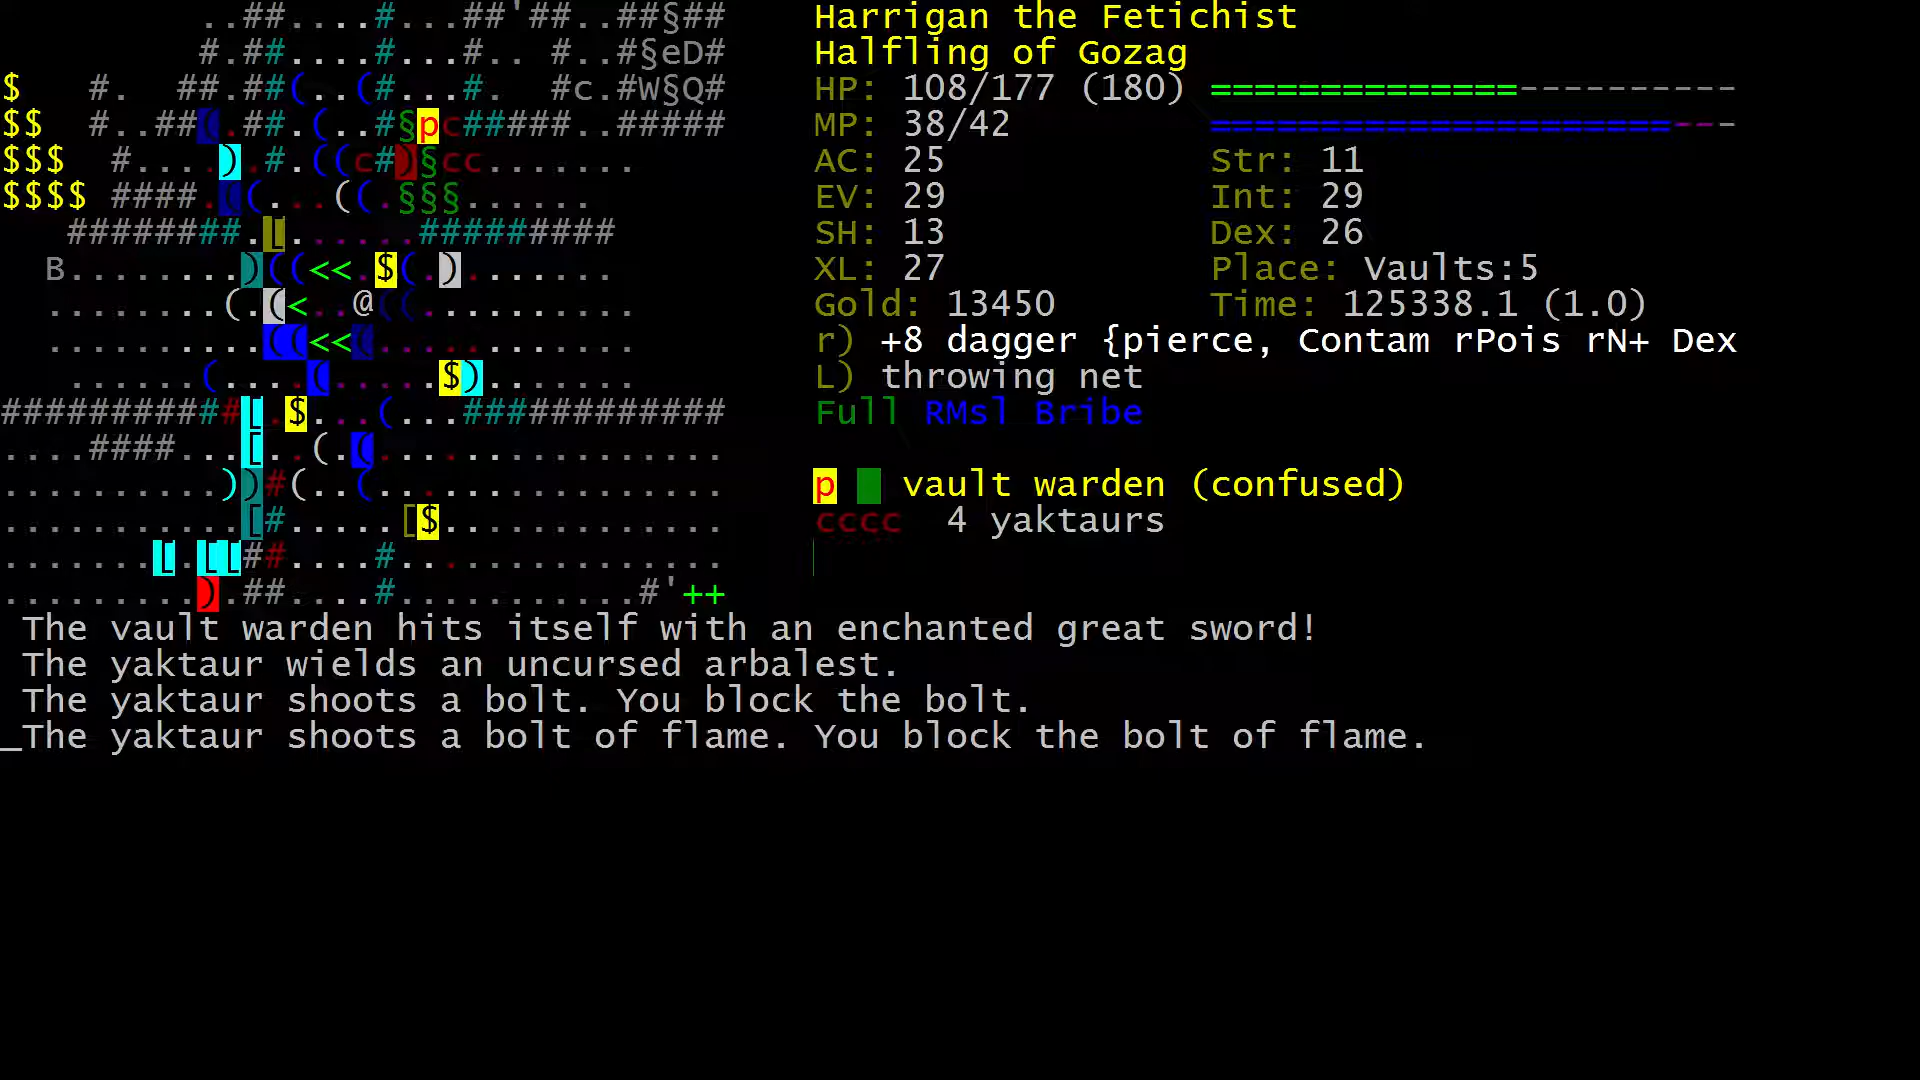 ..##....#...##'##..##§## Harrigan the Fetichist
#.##.....#...#.. #..#§eD# Halfling of Gozag
$ #. ##.##(..(#...#. #c.#W§Q# HP: 108/177 (180) ==============----------
$$ #..##(.##.(..#§pc#####..##### MP: 38/42 =====================---
$$$ #.....).#.((c#)§cc....... AC: 25 Str: 11
$$$$ ####.((...((.§§§...... EV: 29 Int: 29
########.[......######### SH: 13 Dex: 26
B........)((<<.$(.)....... XL: 27 Place: Vaults:5
........(.(<..@((.......... Gold: 13450 Time: 125338.1 (1.0)
..........((<<(............ r) +8 dagger {pierce, Contam rPois rN+ Dex
......(....(.....$)....... L) throwing net
###########[.$...(...############ Full RMsl Bribe
....####...[..(.(................
..........))#(..(................ p vault warden (confused)
...........[#.....[$............. cccc 4 yaktaurs
.......[.[[##....#...............
.........).##....#...........#'++
The vault warden hits itself with an enchanted great sword!
The yaktaur wields an uncursed arbalest.
The yaktaur shoots a bolt. You block the bolt.
_The yaktaur shoots a bolt of flame. You block the bolt of flame.